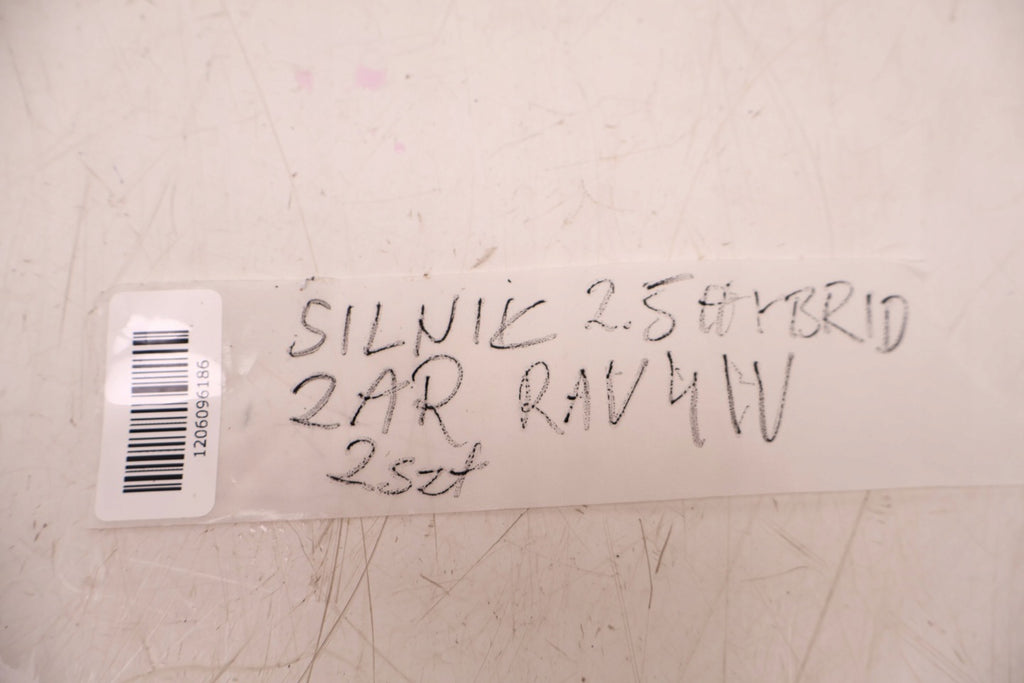 1206096186
SILNIK 2.5 HYBRID
2AR RAV4 IV
2szt